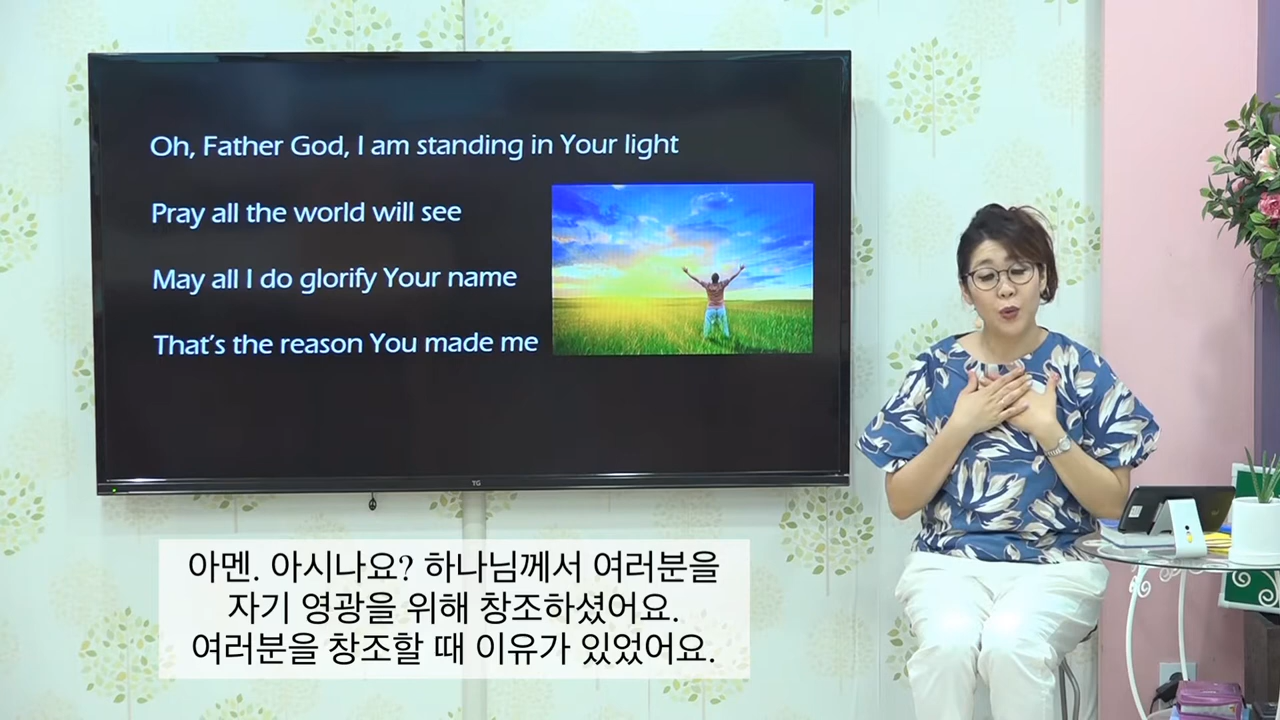 Oh, Father God, I am standing in Your light
Pray all the world will see
May all I do glorify Your name
That's the reason You made me
TG
아멘. 아시나요? 하나님께서 여러분을
자기 영광을 위해 창조하셨어요.
여러분을 창조할 때 이유가 있었어요.